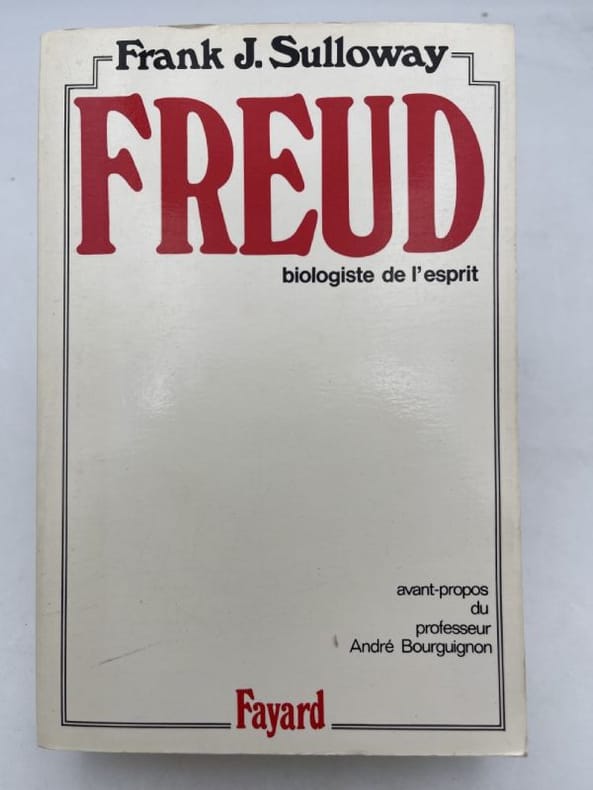 Frank J. Sulloway
FREUD
biologiste de l'esprit
avant-propos
du
professeur
André Bourguignon
Fayard